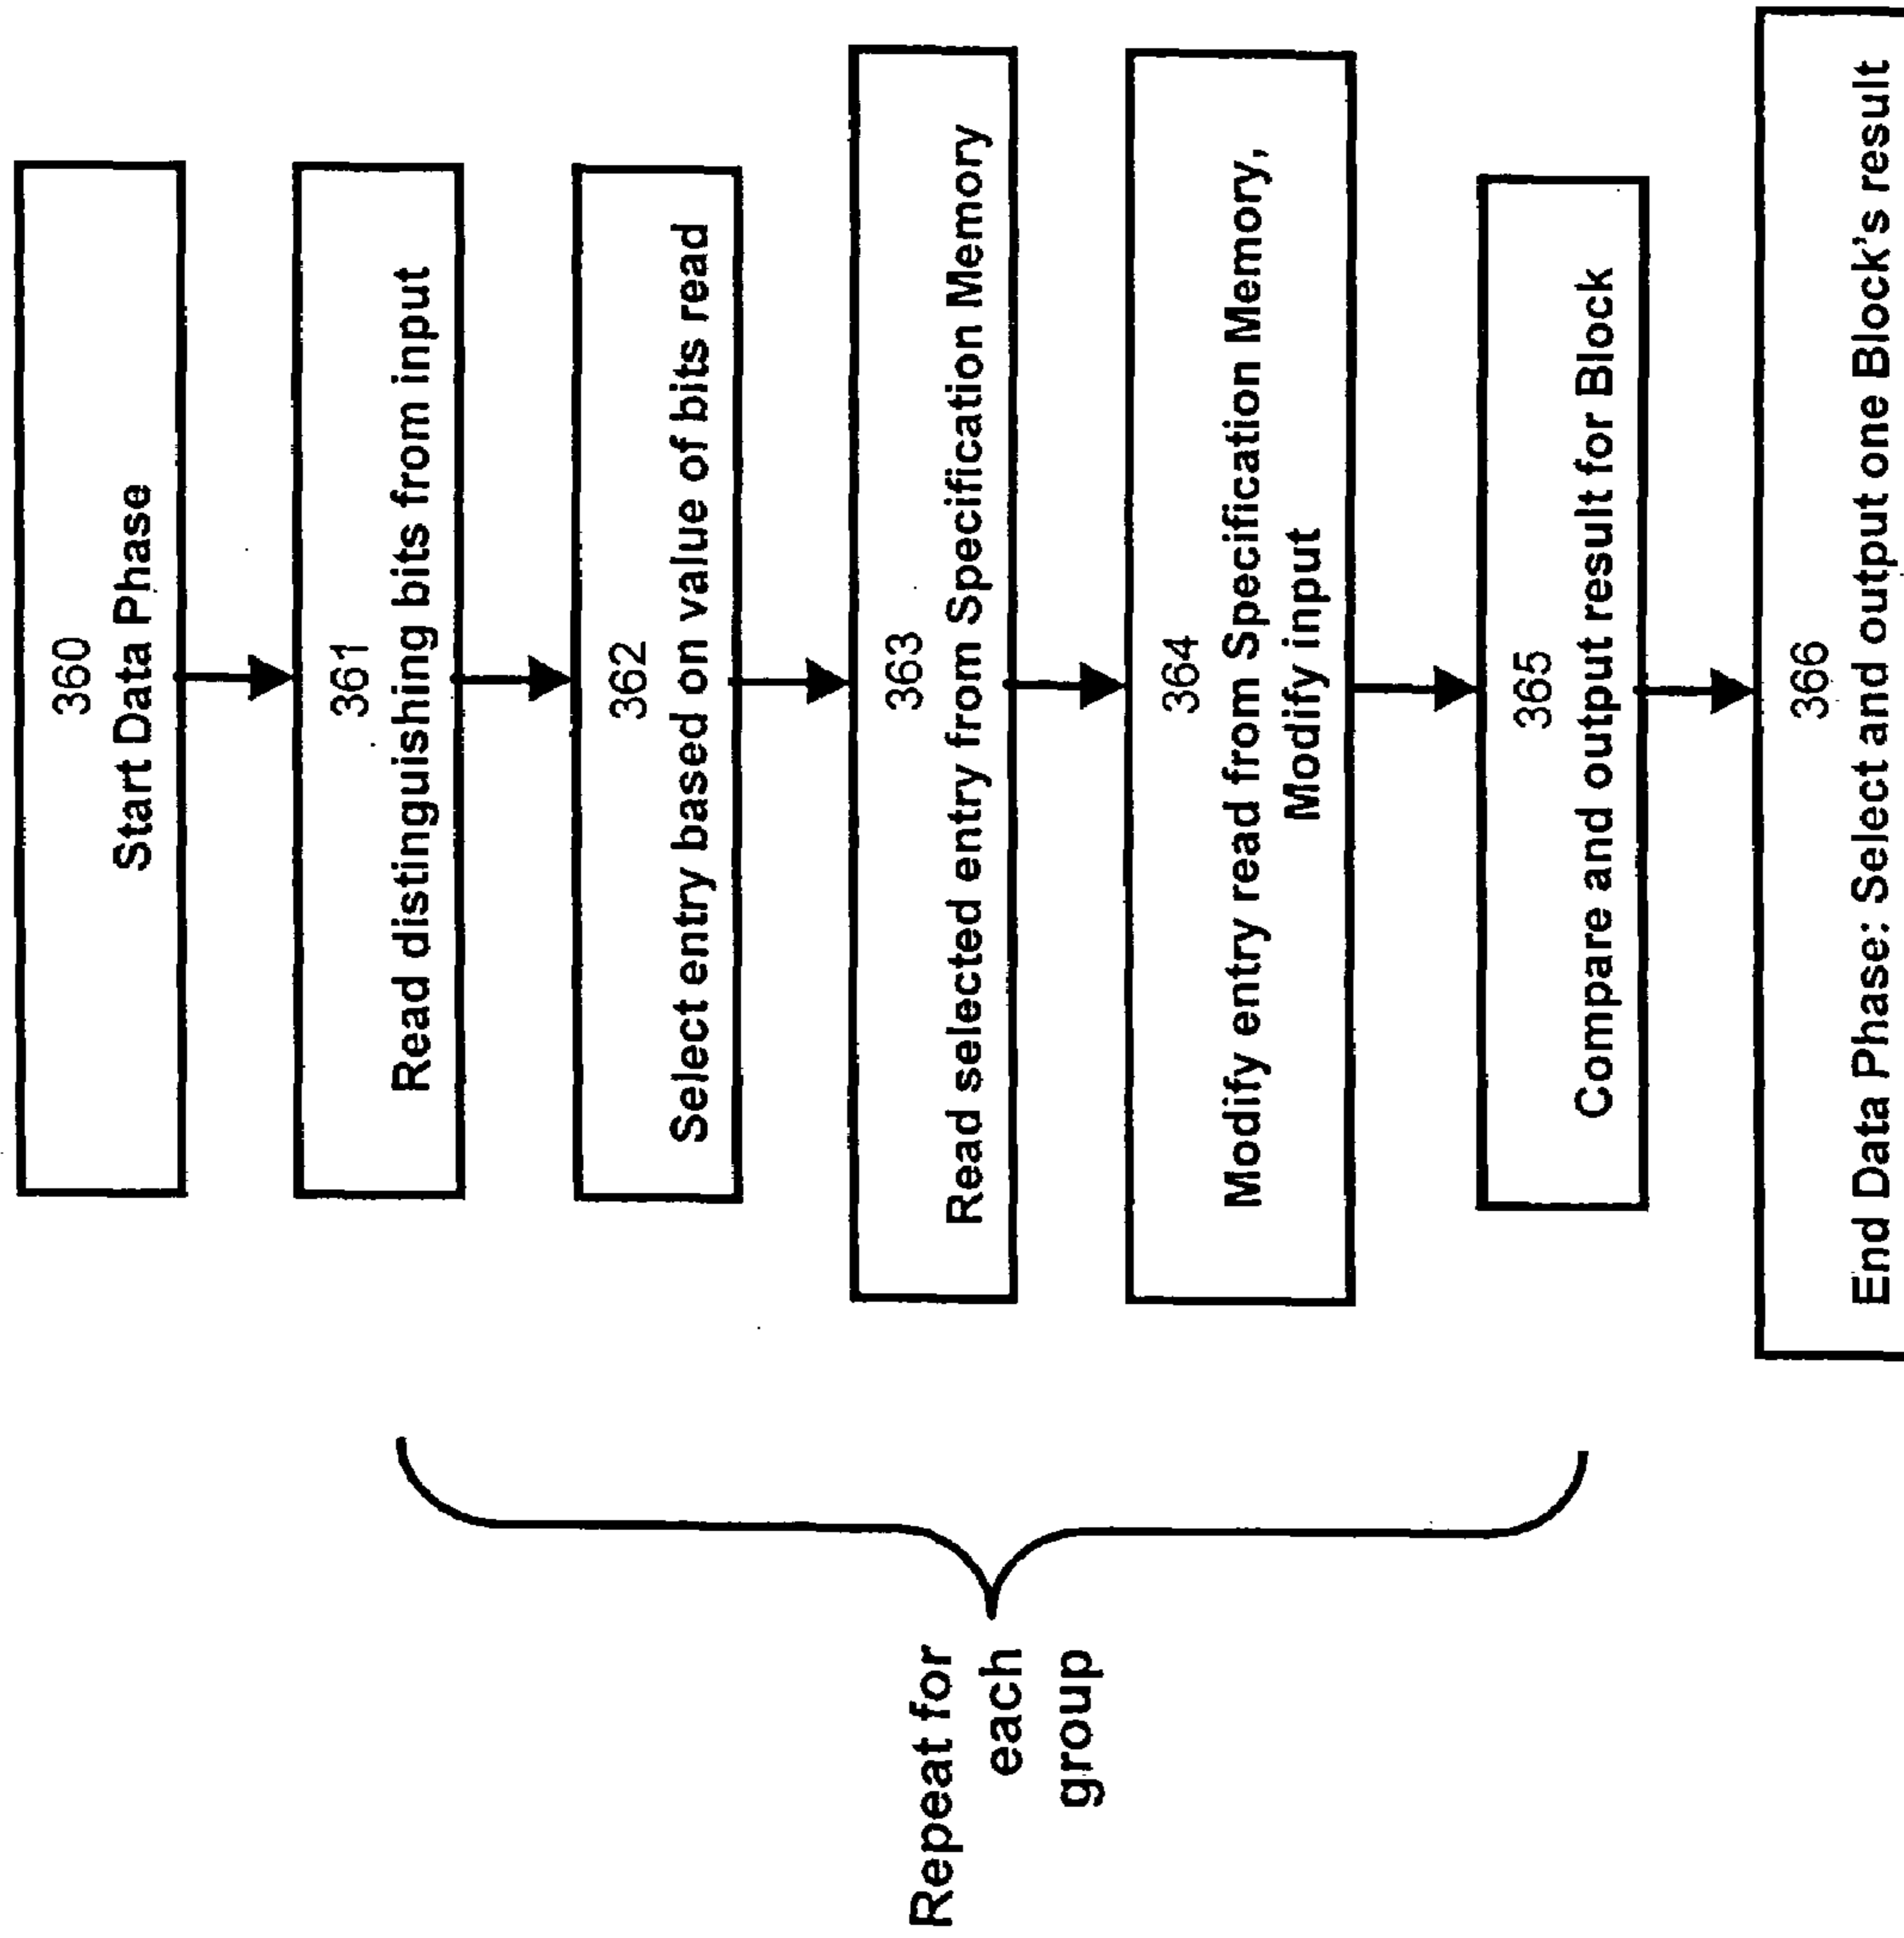 360
Start Data Phase
361
Read distinguishing bits from input
362
Select entry based on value of bits read
363
Read selected entry from Specification Memory
364
Modify entry read from Specification Memory,
Modify input
365
Compare and output result for Block
366
End Data Phase: Select and output one Block's result
Repeat for
each
group